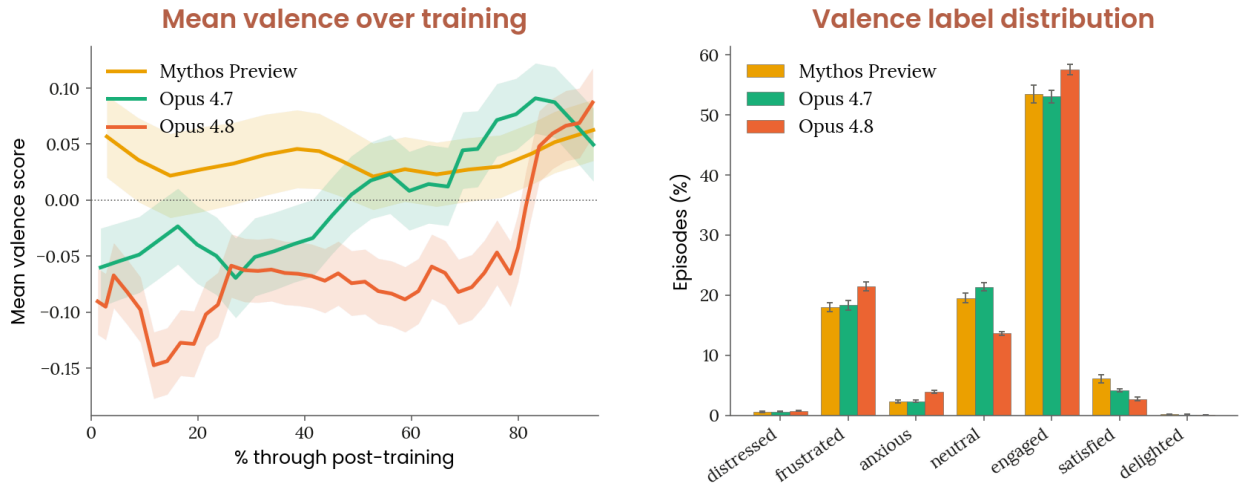 Mean valence over training
Mythos Preview
Opus 4.7
Opus 4.8
0.10
0.05
0.00
−0.05
−0.10
−0.15
Mean valence score
0 20 40 60 80
% through post-training
Valence label distribution
Mythos Preview
Opus 4.7
Opus 4.8
60
50
40
30
20
10
0
Episodes (%)
distressed frustrated anxious neutral engaged satisfied delighted